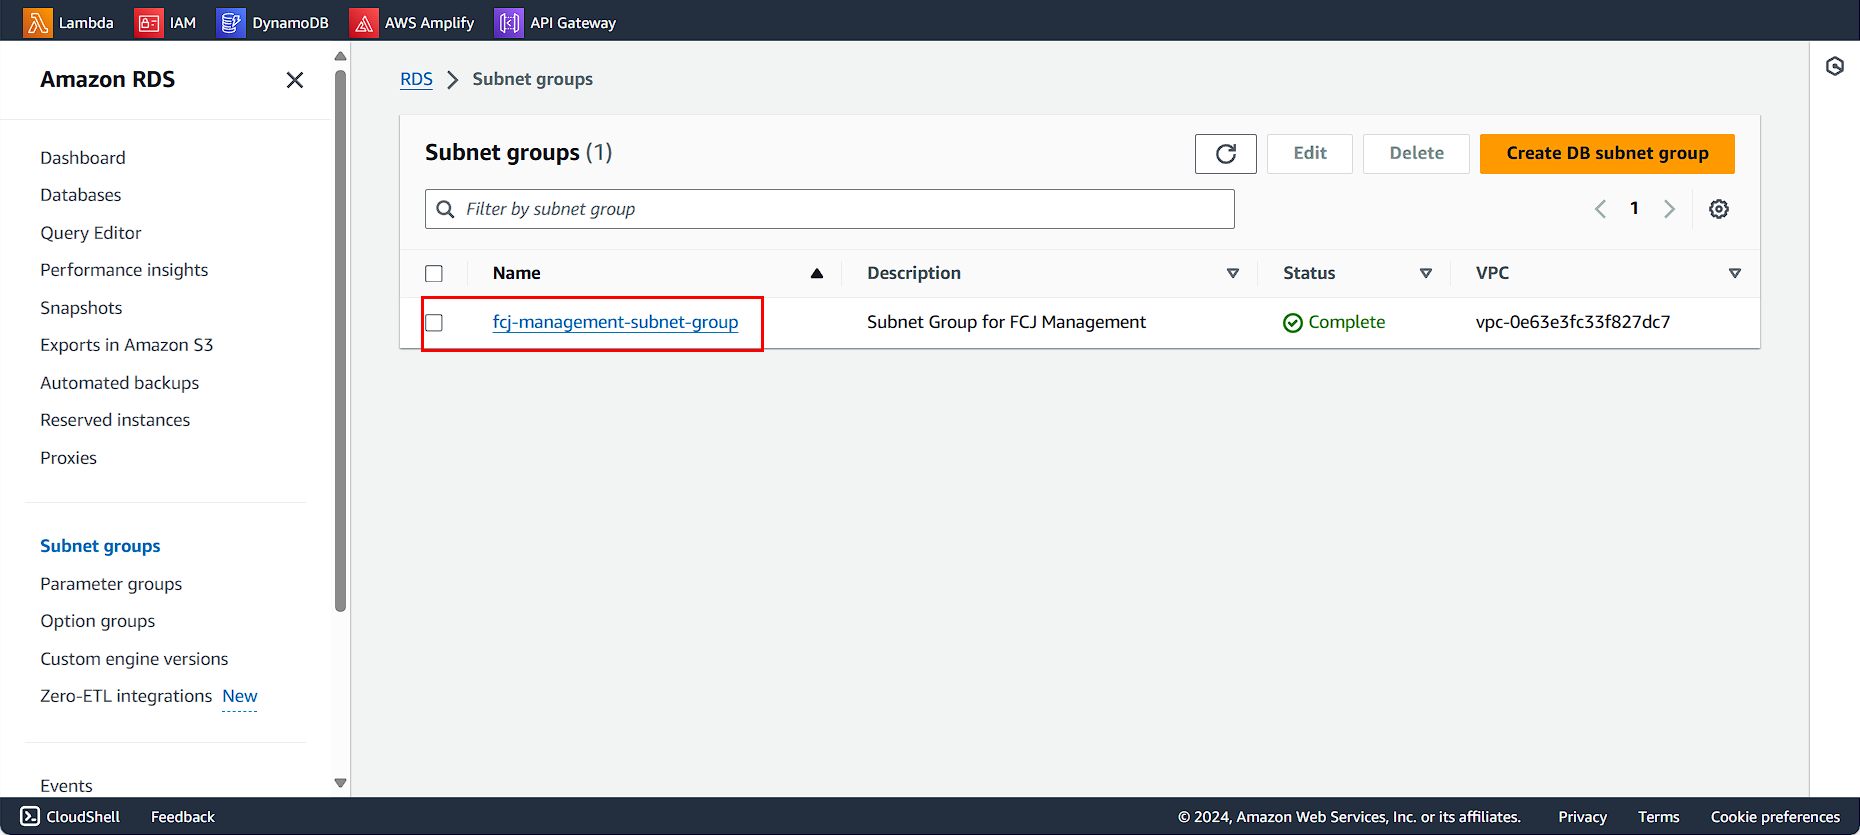 Lambda IAM DynamoDB AWS Amplify API Gateway
Amazon RDS
Dashboard
Databases
Query Editor
Performance insights
Snapshots
Exports in Amazon S3
Automated backups
Reserved instances
Proxies
Subnet groups
Parameter groups
Option groups
Custom engine versions
Zero-ETL integrations New
Events
RDS Subnet groups
Subnet groups (1)
Edit Delete Create DB subnet group
Filter by subnet group
1
Name Description Status VPC
fcj-management-subnet-group Subnet Group for FCJ Management Complete vpc-0e63e3fc33f827dc7
CloudShell Feedback © 2024, Amazon Web Services, Inc. or its affiliates. Privacy Terms Cookie preferences